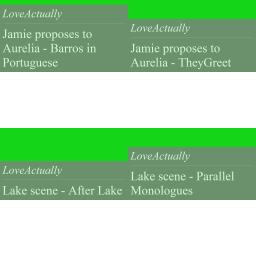 LoveActually
Jamie proposes to
Aurelia - Barros in
Portuguese
LoveActually
Jamie proposes to
Aurelia - TheyGreet
LoveActually
Lake scene - After Lake
LoveActually
Lake scene - Parallel
Monologues